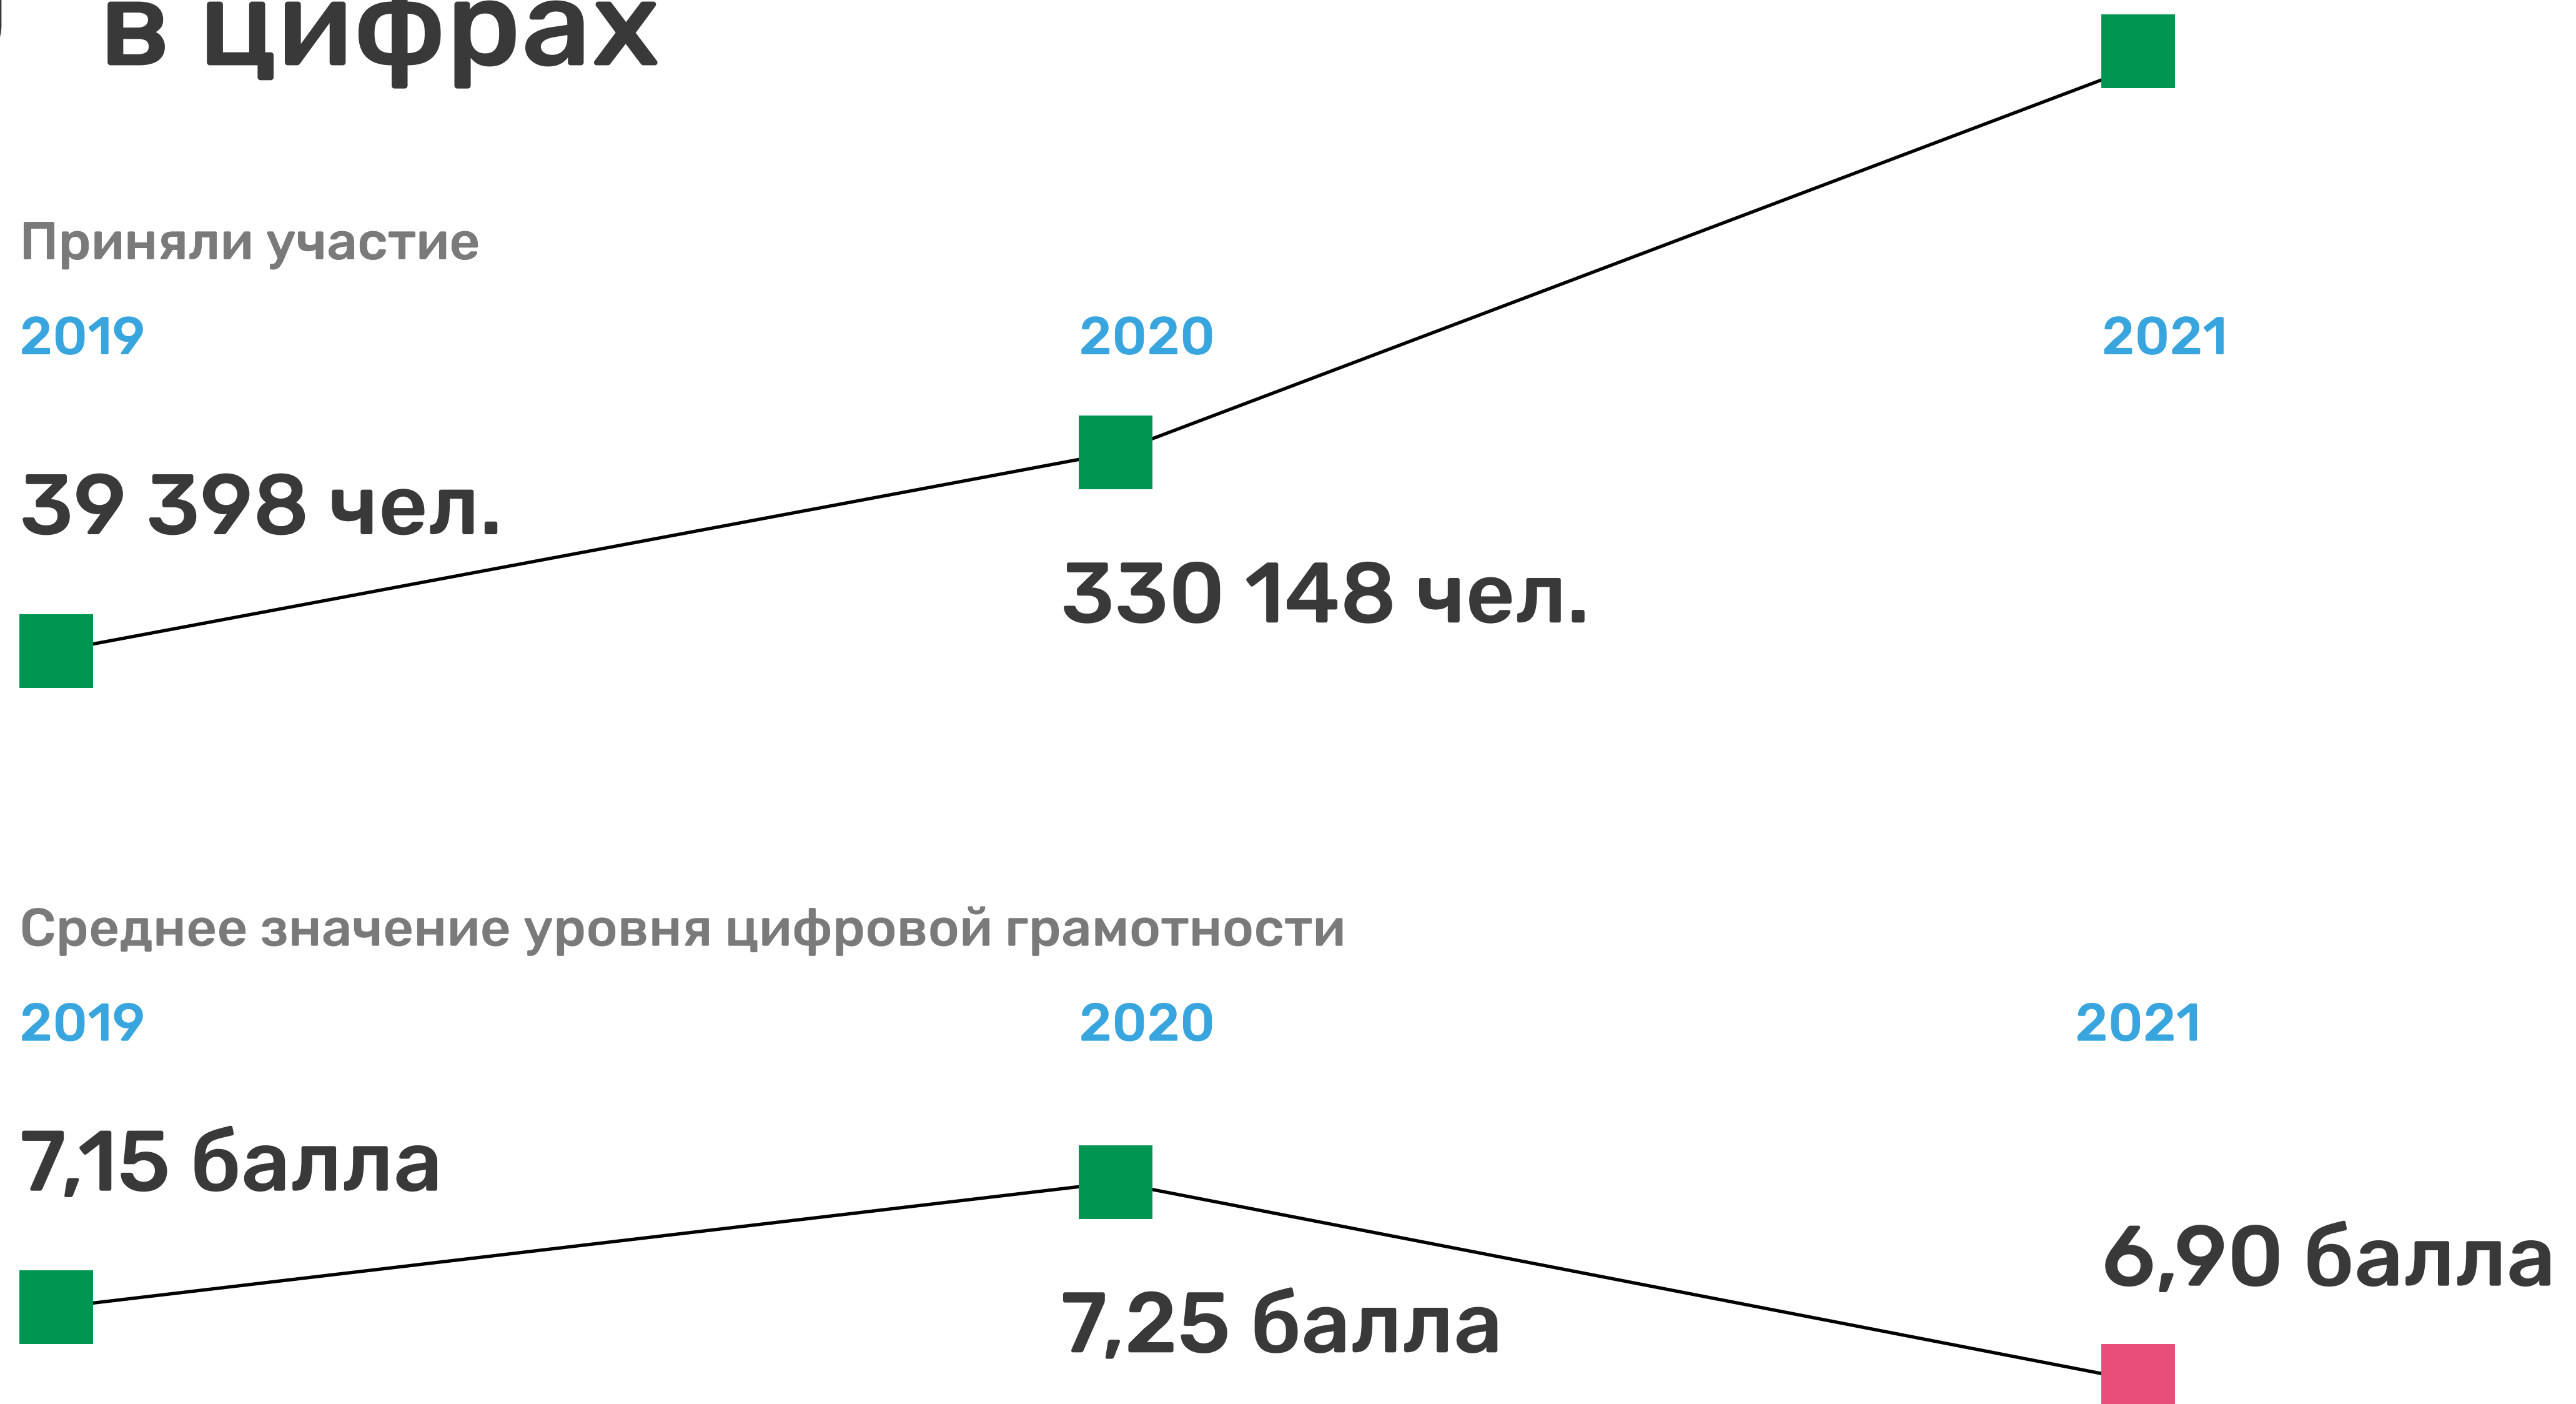 в цифрах
Приняли участие
2019 2020 2021
39 398 чел.
330 148 чел.
Среднее значение уровня цифровой грамотности
2019 2020 2021
7,15 балла
6,90 балла
7,25 балла